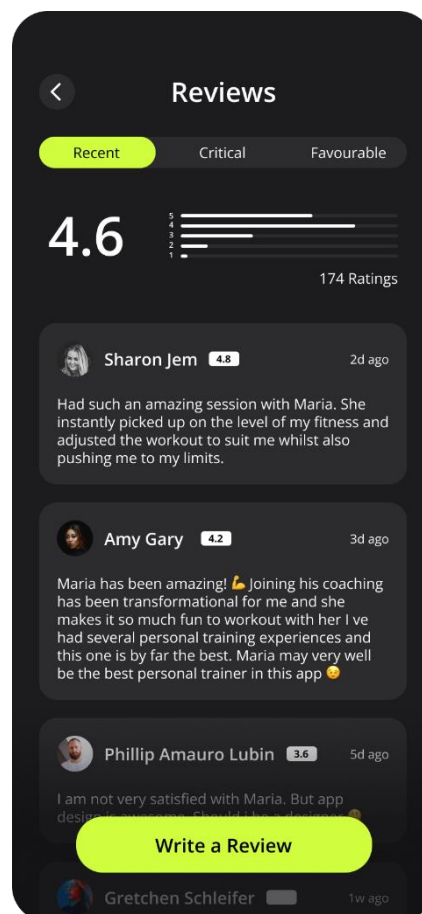 Reviews
Recent Critical Favourable
4.6
5
4
3
2
1
174 Ratings
Sharon Jem 4.8 2d ago
Had such an amazing session with Maria. She
instantly picked up on the level of my fitness and
adjusted the workout to suit me whilst also
pushing me to my limits.
Amy Gary 4.2 3d ago
Maria has been amazing! 💪 Joining his coaching
has been transformational for me and she
makes it so much fun to workout with her I ve
had several personal training experiences and
this one is by far the best. Maria may very well
be the best personal trainer in this app 😉
Phillip Amauro Lubin 3.6 5d ago
I am not very satisfied with Maria. But app
design is awesome. Should i be a designer
Write a Review
Gretchen Schleifer 1w ago